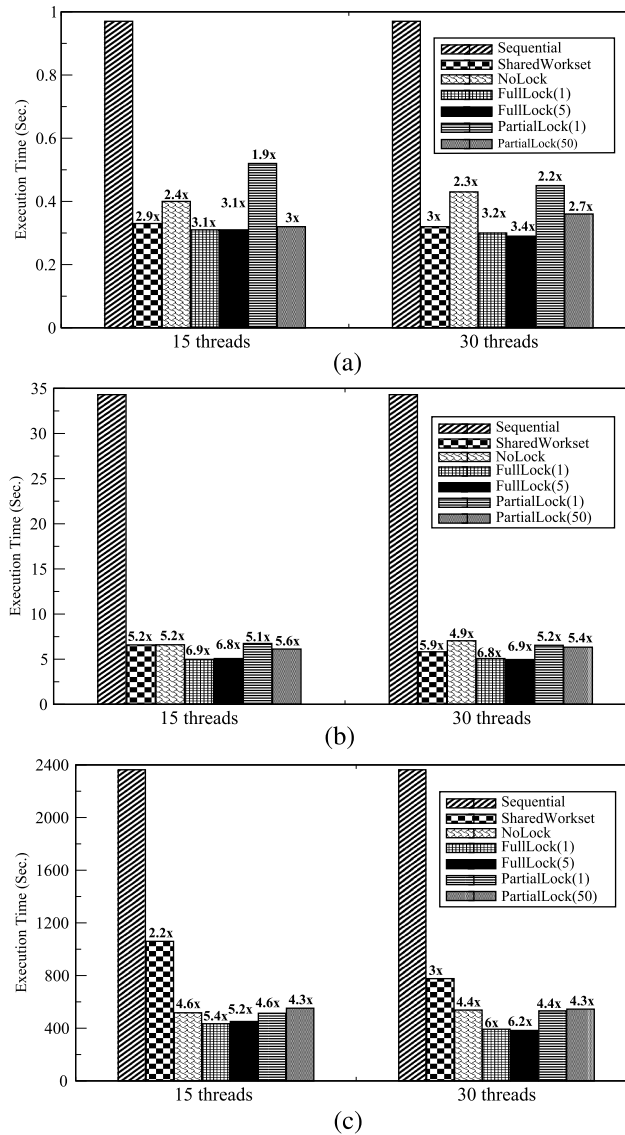 1
0.8
0.6
0.4
0.2
0
Execution Time (Sec.)
Sequential
SharedWorkset
NoLock
FullLock(1)
FullLock(5)
PartialLock(1)
PartialLock(50)
2.9x
2.4x
3.1x
3.1x
1.9x
3x
3x
2.3x
3.2x
3.4x
2.2x
2.7x
15 threads
30 threads
(a)
35
30
25
20
15
10
5
0
Execution Time (Sec.)
Sequential
SharedWorkset
NoLock
FullLock(1)
FullLock(5)
PartialLock(1)
PartialLock(50)
5.2x
5.2x
6.9x
6.8x
5.1x
5.6x
5.9x
4.9x
6.8x
6.9x
5.2x
5.4x
15 threads
30 threads
(b)
2400
2000
1600
1200
800
400
0
Execution Time (Sec.)
Sequential
SharedWorkset
NoLock
FullLock(1)
FullLock(5)
PartialLock(1)
PartialLock(50)
2.2x
4.6x
5.4x
5.2x
4.6x
4.3x
3x
4.4x
6x
6.2x
4.4x
4.3x
15 threads
30 threads
(c)